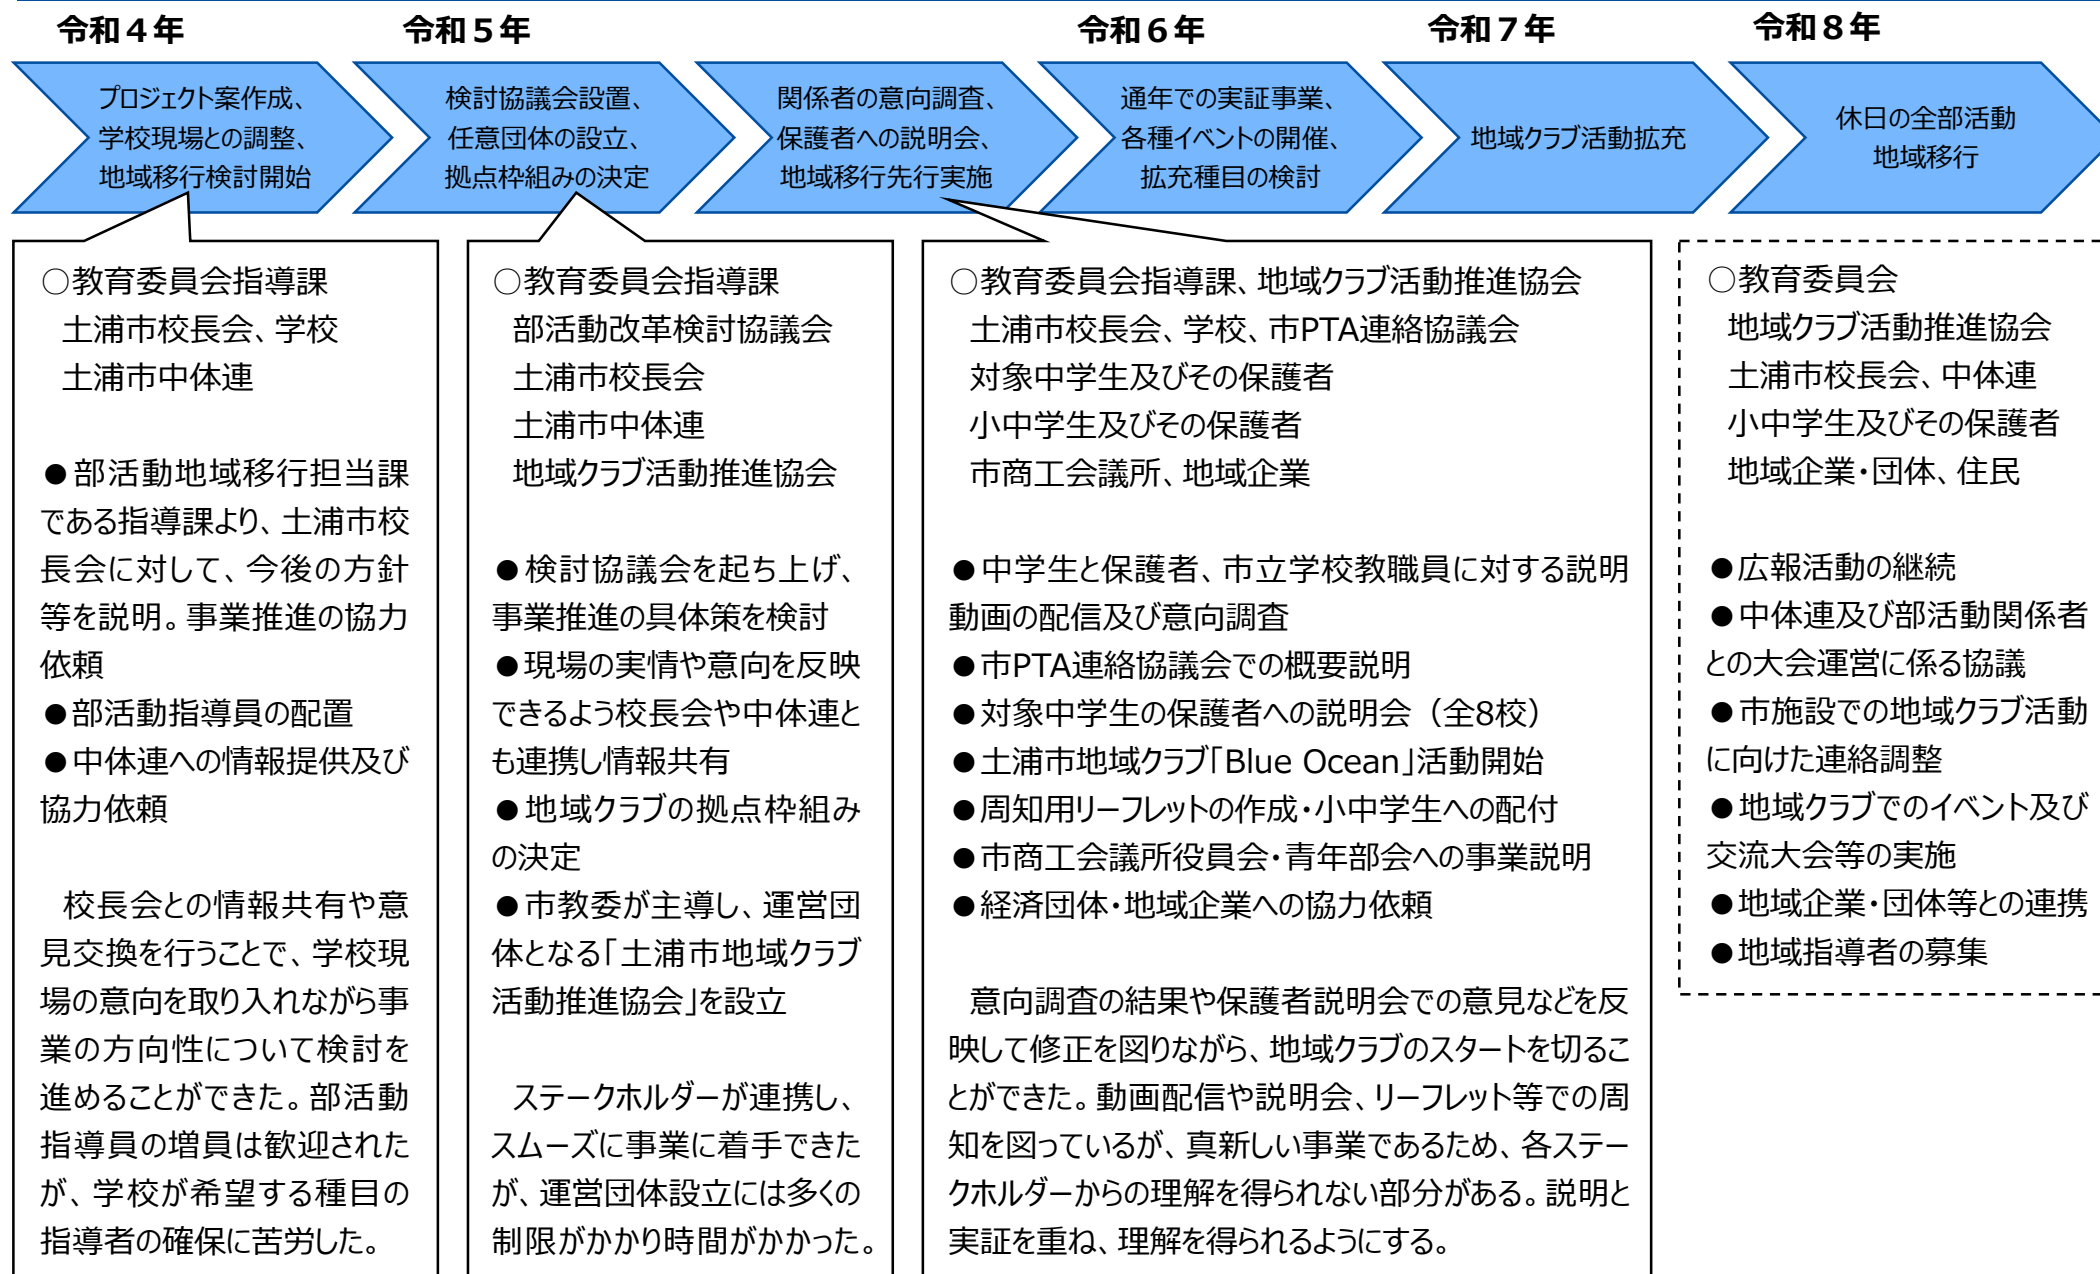 令和４年
令和５年
令和６年
令和７年
令和８年
プロジェクト案作成、
学校現場との調整、
地域移行検討開始
検討協議会設置、
任意団体の設立、
拠点枠組みの決定
関係者の意向調査、
保護者への説明会、
地域移行先行実施
通年での実証事業、
各種イベントの開催、
拡充種目の検討
地域クラブ活動拡充
休日の全部活動
地域移行
○教育委員会指導課
土浦市校長会、学校
土浦市中体連
●部活動地域移行担当課
である指導課より、土浦市校
長会に対して、今後の方針
等を説明。事業推進の協力
依頼
●部活動指導員の配置
●中体連への情報提供及び
協力依頼
校長会との情報共有や意
見交換を行うことで、学校現
場の意向を取り入れながら事
業の方向性について検討を
進めることができた。部活動
指導員の増員は歓迎された
が、学校が希望する種目の
指導者の確保に苦労した。
○教育委員会指導課
部活動改革検討協議会
土浦市校長会
土浦市中体連
地域クラブ活動推進協会
●検討協議会を起ち上げ、
事業推進の具体策を検討
●現場の実情や意向を反映
できるよう校長会や中体連と
も連携し情報共有
●地域クラブの拠点枠組み
の決定
●市教委が主導し、運営団
体となる「土浦市地域クラブ
活動推進協会」を設立
ステークホルダーが連携し、
スムーズに事業に着手できた
が、運営団体設立には多くの
制限がかかり時間がかかった。
○教育委員会指導課、地域クラブ活動推進協会
土浦市校長会、学校、市PTA連絡協議会
対象中学生及びその保護者
小中学生及びその保護者
市商工会議所、地域企業
●中学生と保護者、市立学校教職員に対する説明
動画の配信及び意向調査
●市PTA連絡協議会での概要説明
●対象中学生の保護者への説明会（全8校）
●土浦市地域クラブ「Blue Ocean」活動開始
●周知用リーフレットの作成・小中学生への配付
●市商工会議所役員会・青年部会への事業説明
●経済団体・地域企業への協力依頼
意向調査の結果や保護者説明会での意見などを反
映して修正を図りながら、地域クラブのスタートを切るこ
とができた。動画配信や説明会、リーフレット等での周
知を図っているが、真新しい事業であるため、各ステー
クホルダーからの理解を得られない部分がある。説明と
実証を重ね、理解を得られるようにする。
○教育委員会
地域クラブ活動推進協会
土浦市校長会、中体連
小中学生及びその保護者
地域企業・団体、住民
●広報活動の継続
●中体連及び部活動関係者
との大会運営に係る協議
●市施設での地域クラブ活動
に向けた連絡調整
●地域クラブでのイベント及び
交流大会等の実施
●地域企業・団体等との連携
●地域指導者の募集